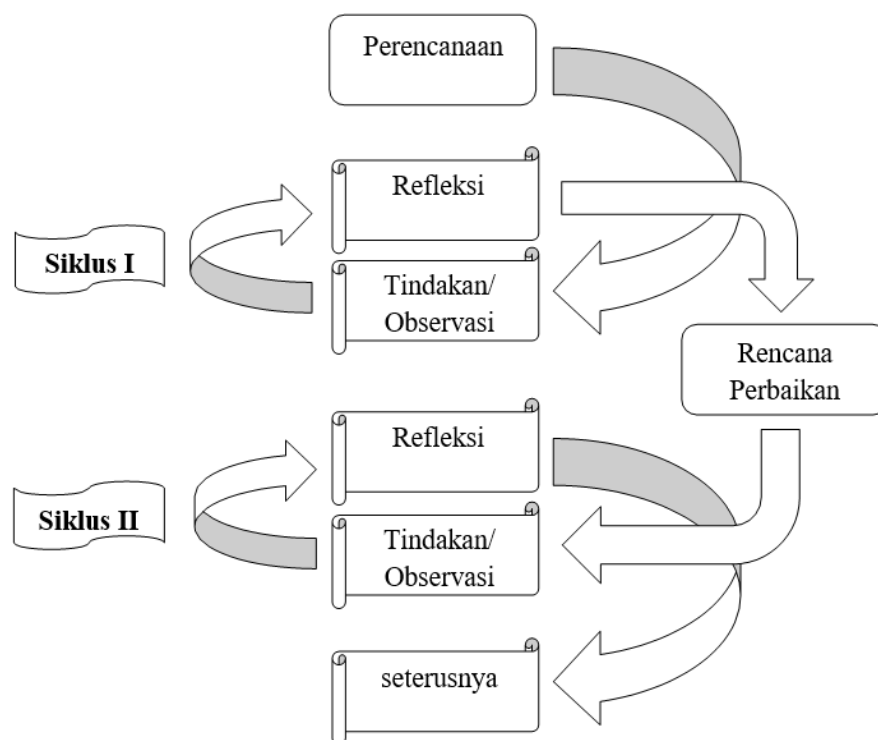 Perencanaan
Refleksi
Siklus I
Tindakan/
Observasi
Rencana
Perbaikan
Refleksi
Siklus II
Tindakan/
Observasi
seterusnya